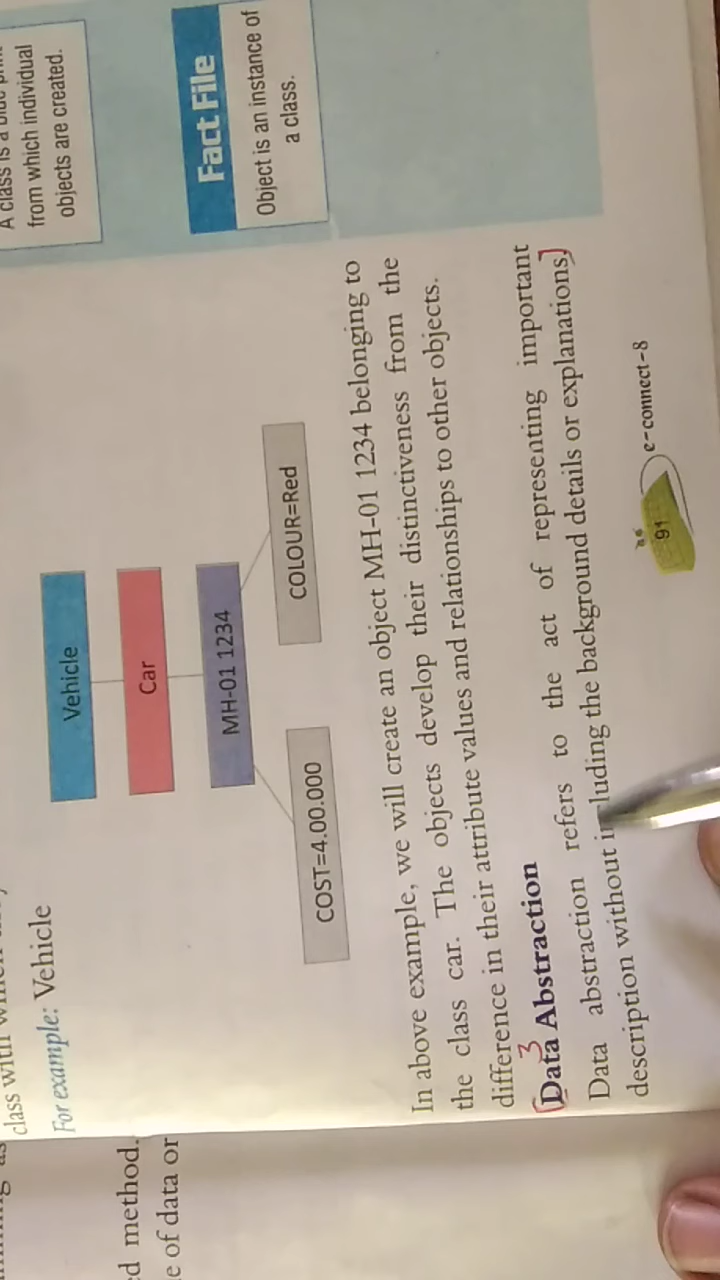 class with
For example: Vehicle
Vehicle
Car
MH-01 1234
COST=4.00.000
COLOUR=Red
In above example, we will create an object MH-01 1234 belonging to
the class car. The objects develop their distinctiveness from the
difference in their attribute values and relationships to other objects.
3
Data Abstraction
Data abstraction refers to the act of representing important
description without including the background details or explanations.
A class is a blue print
from which individual
objects are created.
Fact File
Object is an instance of
a class.
91
e-connect-8
method.
of data or